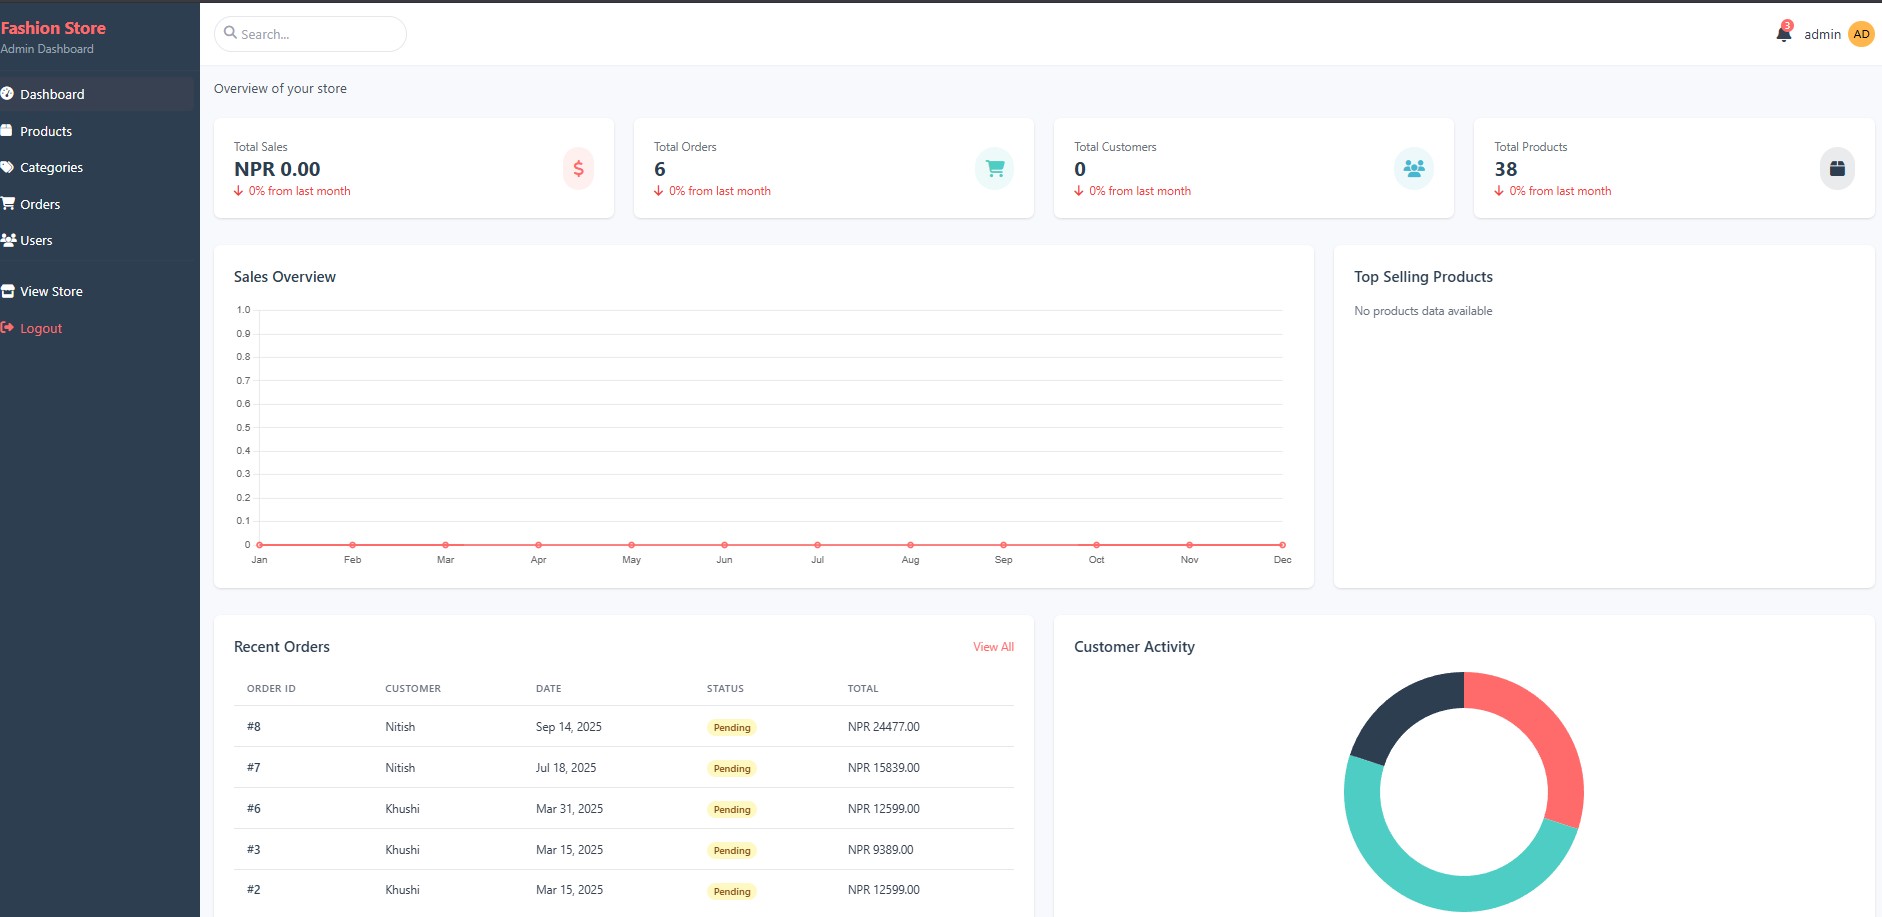 Fashion Store
Admin Dashboard
Dashboard
Products
Categories
Orders
Users
View Store
Logout
Search...
3
admin
AD
Overview of your store
Total Sales
NPR 0.00
0% from last month
Total Orders
6
0% from last month
Total Customers
0
0% from last month
Total Products
38
0% from last month
Sales Overview
1.0
0.9
0.8
0.7
0.6
0.5
0.4
0.3
0.2
0.1
0
Jan Feb Mar Apr May Jun Jul Aug Sep Oct Nov Dec
Top Selling Products
No products data available
Recent Orders
View All
ORDER ID CUSTOMER DATE STATUS TOTAL
#8 Nitish Sep 14, 2025 Pending NPR 24477.00
#7 Nitish Jul 18, 2025 Pending NPR 15839.00
#6 Khushi Mar 31, 2025 Pending NPR 12599.00
#3 Khushi Mar 15, 2025 Pending NPR 9389.00
#2 Khushi Mar 15, 2025 Pending NPR 12599.00
Customer Activity